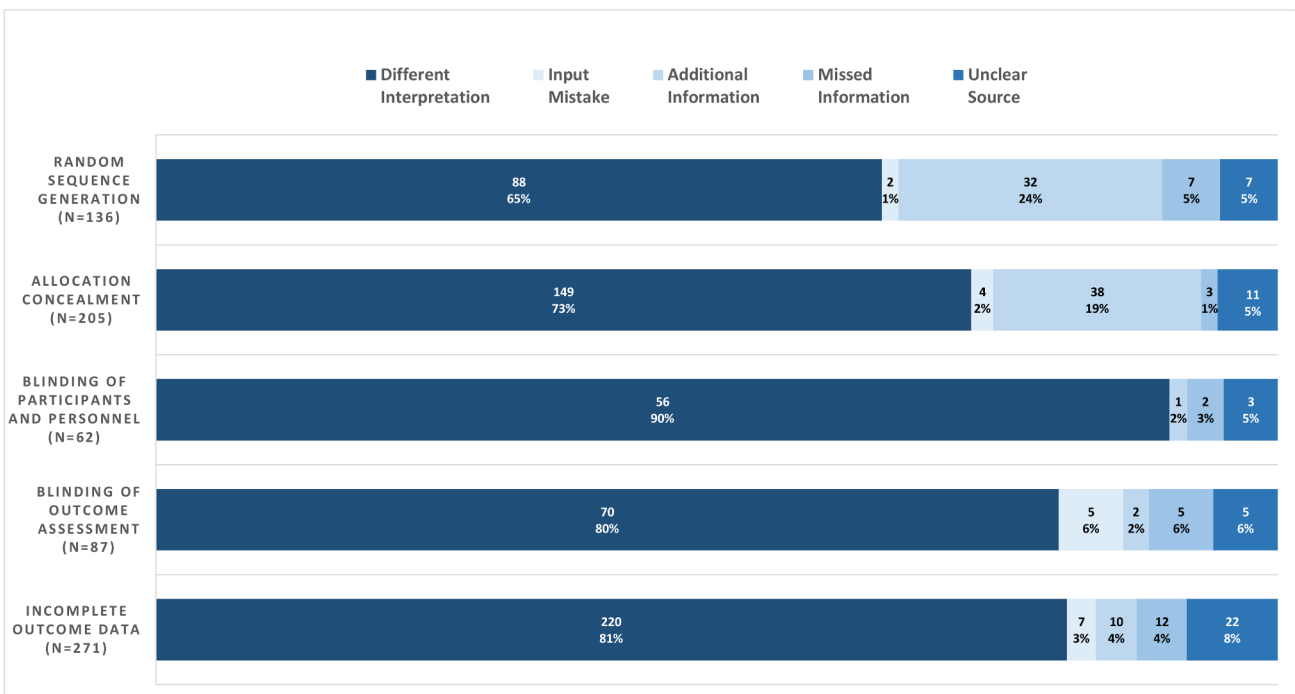 Different Interpretation
Input Mistake
Additional Information
Missed Information
Unclear Source
RANDOM
SEQUENCE
GENERATION
(N=136)
88
65%
2
1%
32
24%
7
5%
7
5%
ALLOCATION
CONCEALMENT
(N=205)
149
73%
4
2%
38
19%
3
1%
11
5%
BLINDING OF
PARTICIPANTS
AND PERSONNEL
(N=62)
56
90%
1
2%
2
3%
3
5%
BLINDING OF
OUTCOME
ASSESSMENT
(N=87)
70
80%
5
6%
2
2%
5
6%
5
6%
INCOMPLETE
OUTCOME DATA
(N=271)
220
81%
7
3%
10
4%
12
4%
22
8%